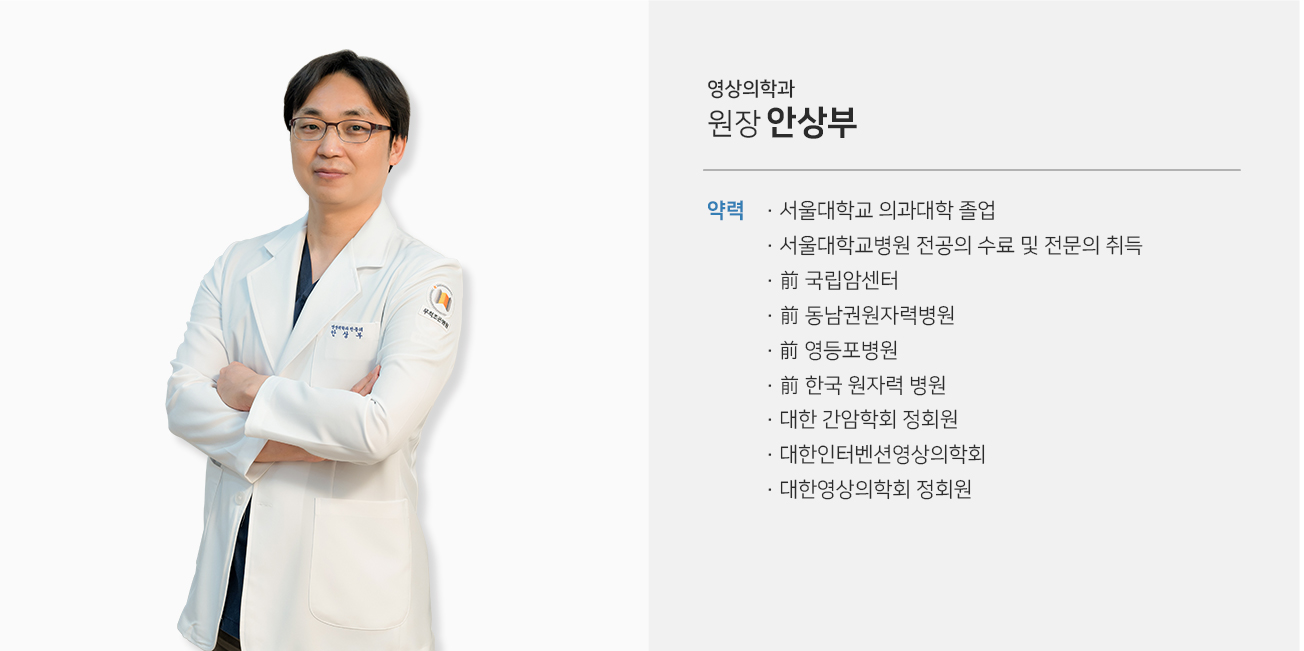 영상의학과
원장 안상부
약력
· 서울대학교 의과대학 졸업
· 서울대학교병원 전공의 수료 및 전문의 취득
· 前 국립암센터
· 前 동남권원자력병원
· 前 영등포병원
· 前 한국 원자력 병원
· 대한 간암학회 정회원
· 대한인터벤션영상의학회
· 대한영상의학회 정회원
안상부